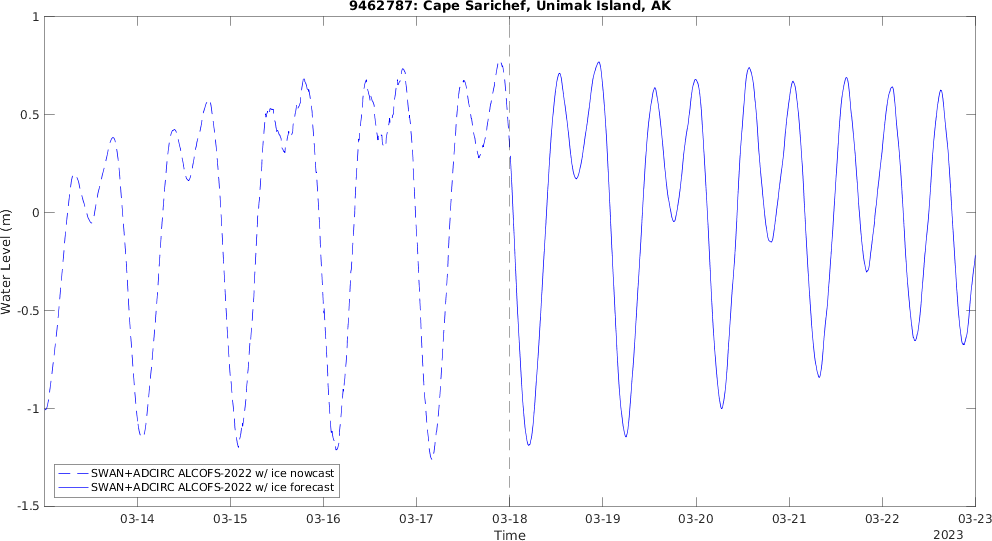 9462787: Cape Sarichef, Unimak Island, AK
1
0.5
0
-0.5
-1
-1.5
Water Level (m)
SWAN+ADCIRC ALCOFS-2022 w/ ice nowcast
SWAN+ADCIRC ALCOFS-2022 w/ ice forecast
03-14 03-15 03-16 03-17 03-18 03-19 03-20 03-21 03-22 03-23
Time
2023